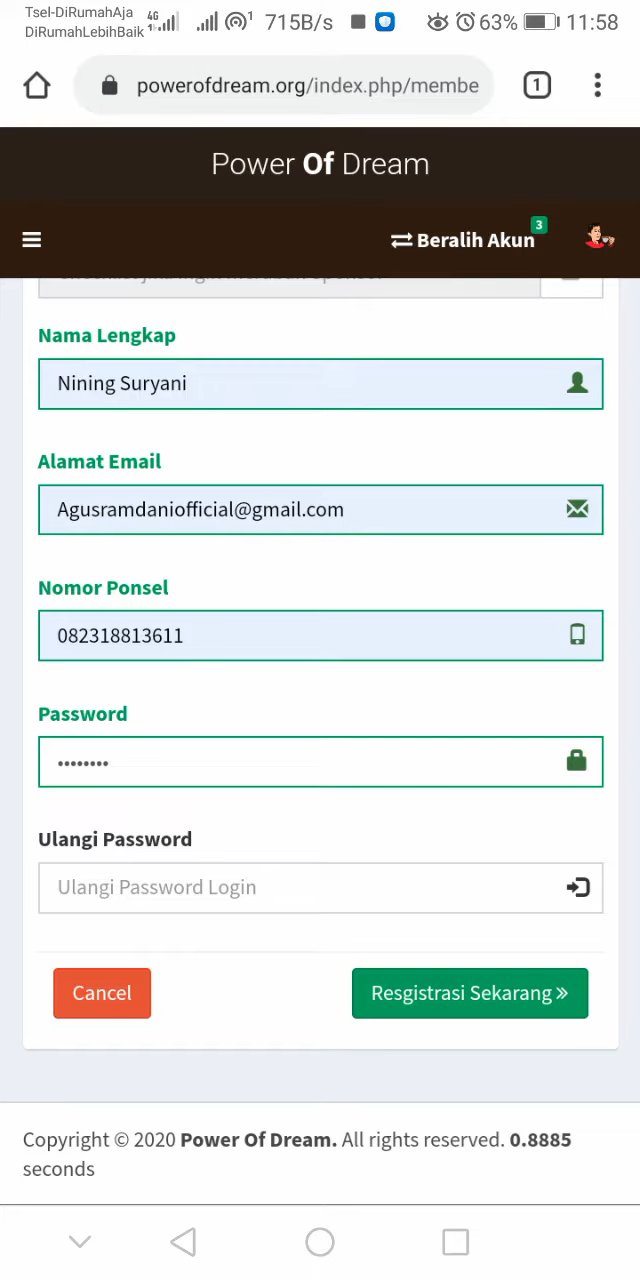 Tsel-DiRumahAja
DiRumahLebihBaik
4G
1
715B/s
63%
11:58
powerofdream.org/index.php/membe
1
Power Of Dream
Beralih Akun
3
Nama Lengkap
Nining Suryani
Alamat Email
Agusramdaniofficial@gmail.com
Nomor Ponsel
082318813611
Password
••••••••
Ulangi Password
Ulangi Password Login
Cancel
Resgistrasi Sekarang »
Copyright © 2020 Power Of Dream. All rights reserved. 0.8885
seconds